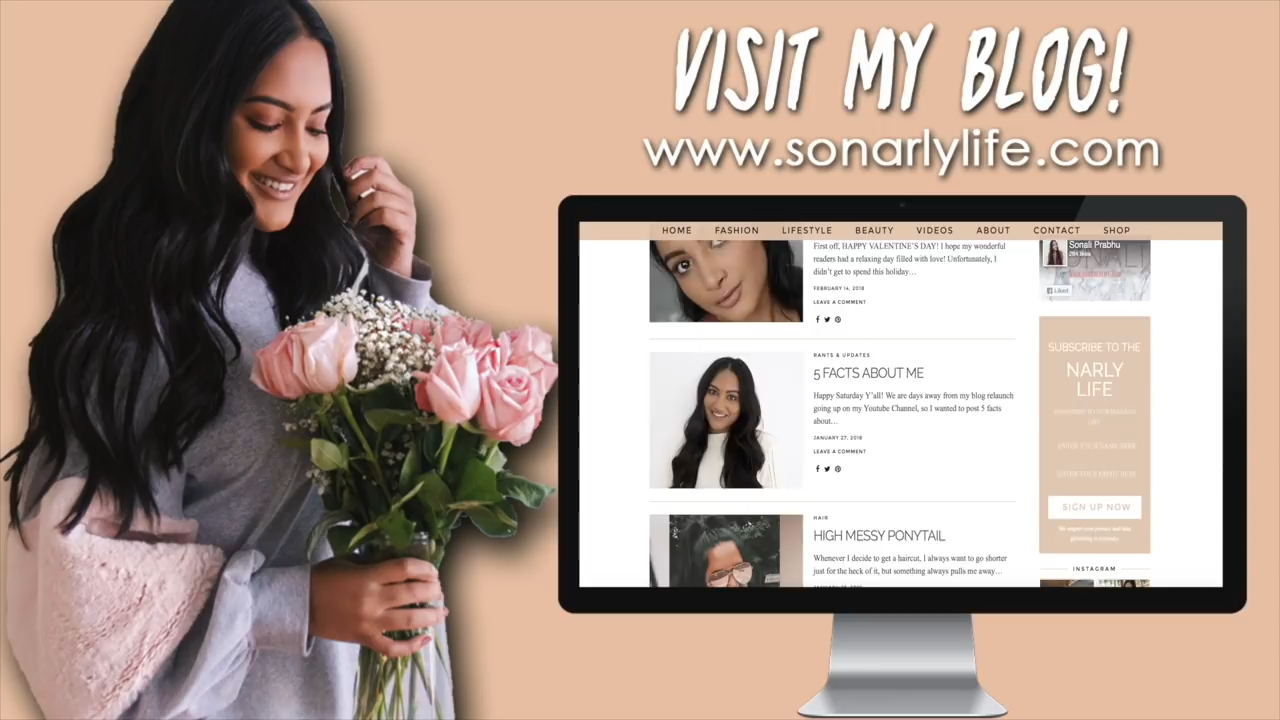 VISIT MY BLOG!
www.sonarlylife.com
HOME FASHION LIFESTYLE BEAUTY VIDEOS ABOUT CONTACT SHOP
First off, HAPPY VALENTINE'S DAY! I hope my wonderful
readers had a relaxing day filled with love! Unfortunately, I
didn't get to spend this holiday…
FEBRUARY 14, 2018
LEAVE A COMMENT
RANTS & UPDATES
5 FACTS ABOUT ME
Happy Saturday Y'all! We are days away from my blog relaunch
going up on my Youtube Channel, so I wanted to post 5 facts
about…
JANUARY 27, 2018
LEAVE A COMMENT
HAIR
HIGH MESSY PONYTAIL
Whenever I decide to get a haircut, I always want to go shorter
just for the heck of it, but something always pulls me away…
Sonali Prabhu
Liked
SUBSCRIBE TO THE
NARLY
LIFE
SIGN UP NOW
INSTAGRAM